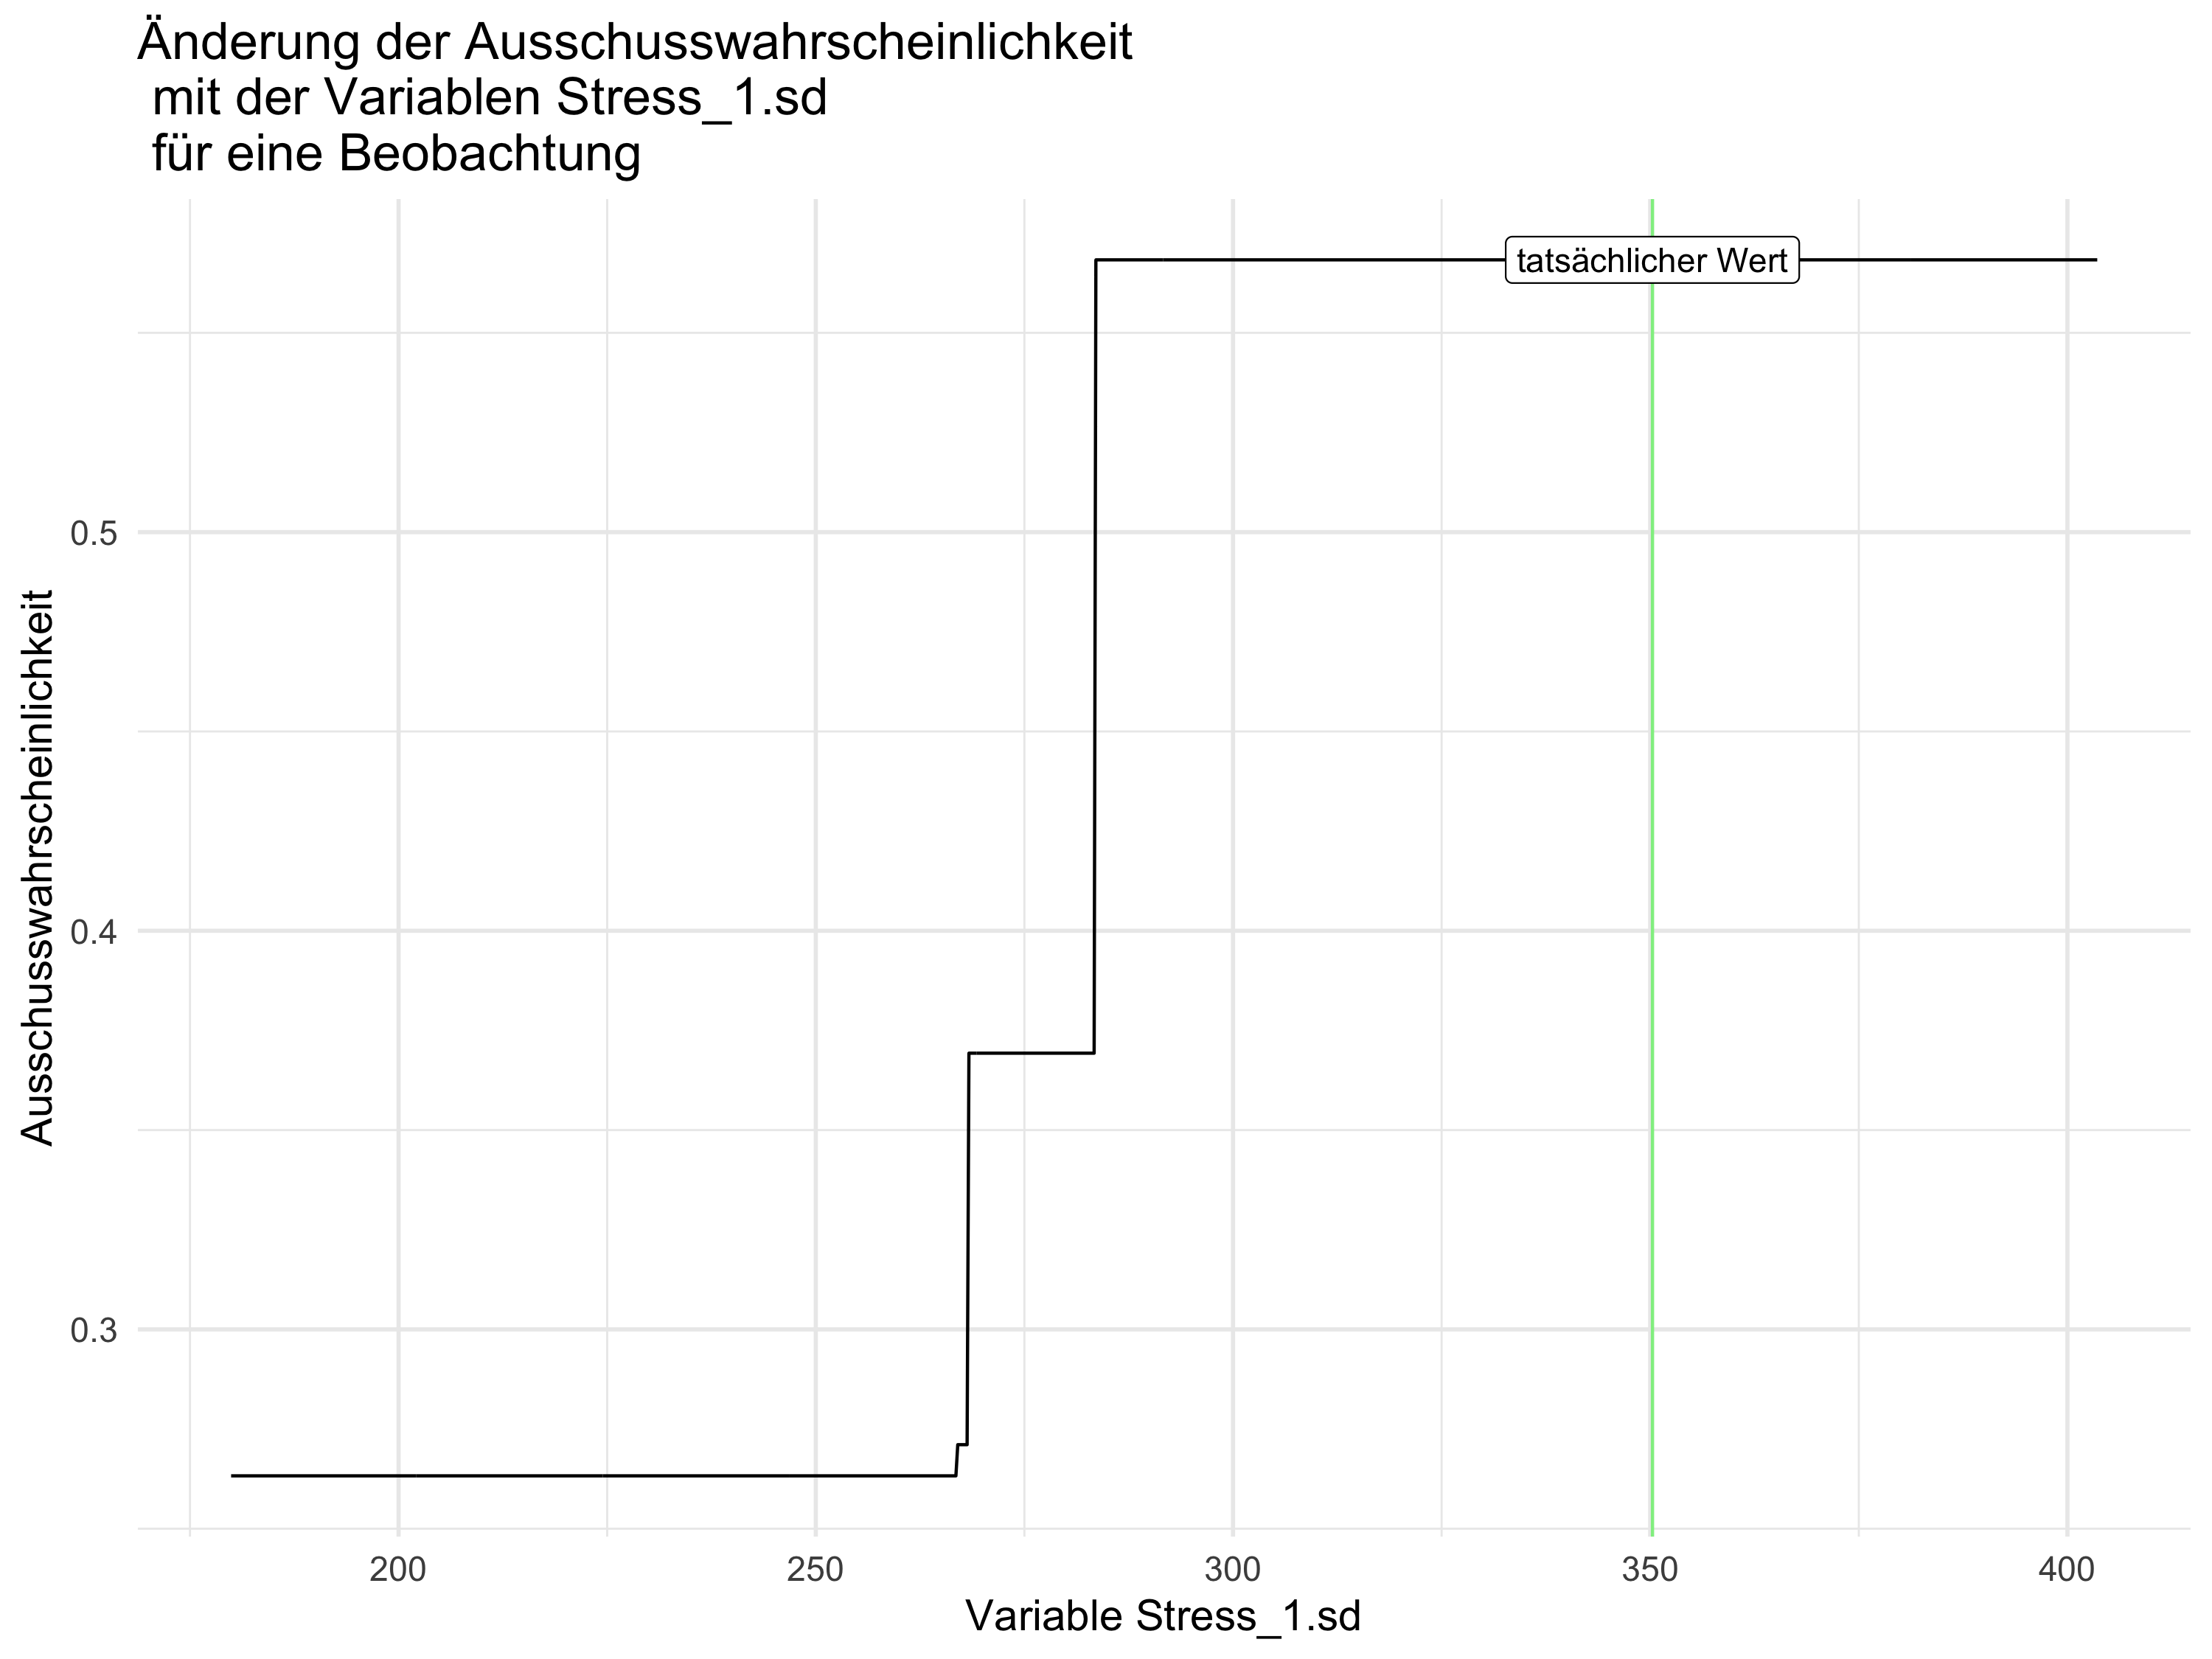 Änderung der Ausschusswahrscheinlichkeit
mit der Variablen Stress_1.sd
für eine Beobachtung
tatsächlicher Wert
Ausschusswahrscheinlichkeit
0.5
0.4
0.3
200
250
300
350
400
Variable Stress_1.sd